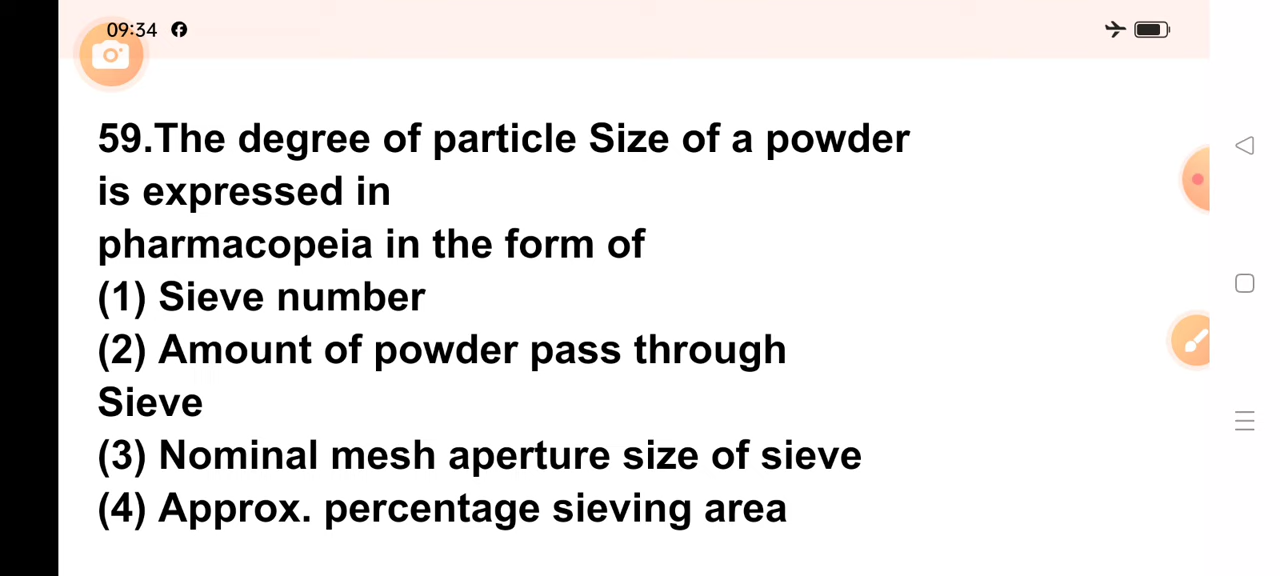 09:34
59.The degree of particle Size of a powder
is expressed in
pharmacopeia in the form of
(1) Sieve number
(2) Amount of powder pass through
Sieve
(3) Nominal mesh aperture size of sieve
(4) Approx. percentage sieving area